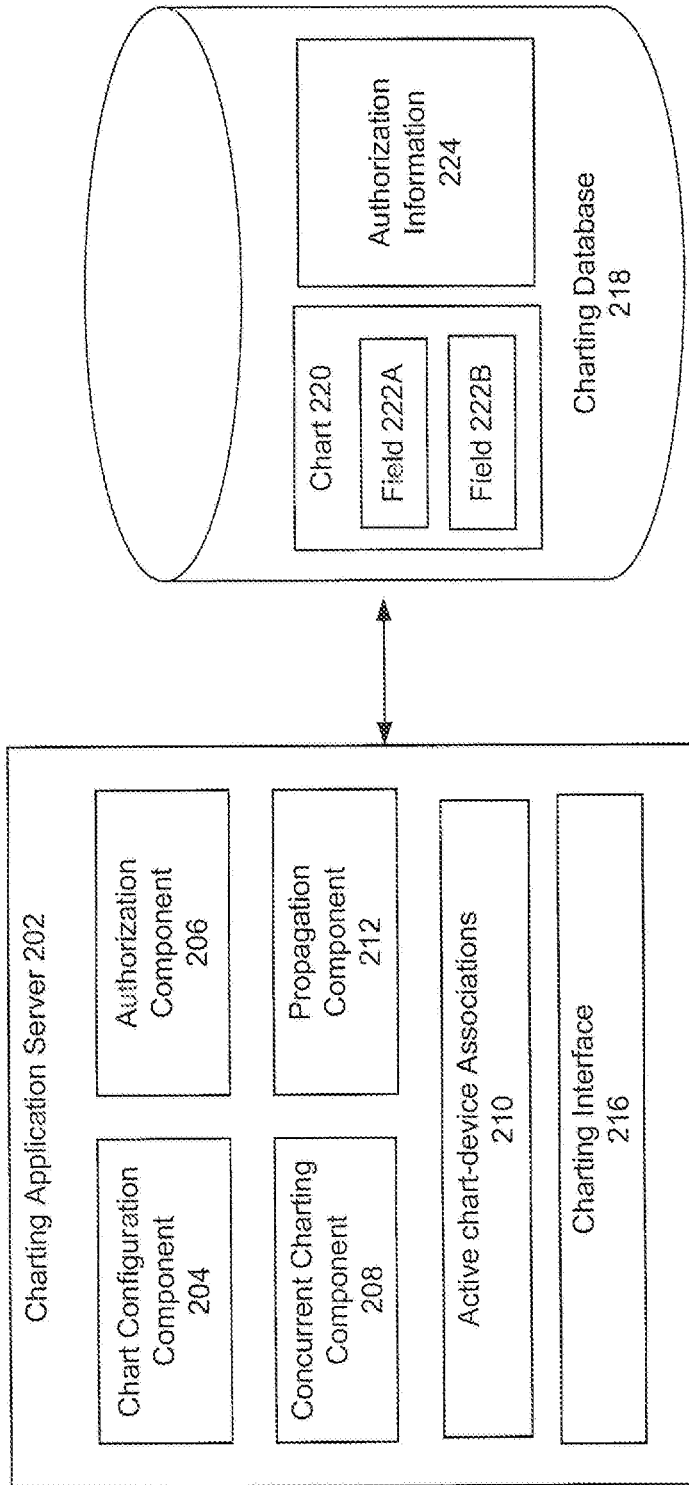 Charting Application Server 202
Chart Configuration
Component
204
Authorization
Component
206
Concurrent Charting
Component
208
Propagation
Component
212
Active chart-device Associations
210
Charting Interface
216
Chart 220
Field 222A
Field 222B
Authorization
Information
224
Charting Database
218